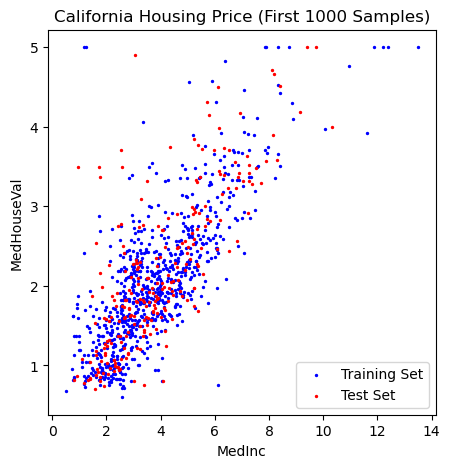 California Housing Price (First 1000 Samples)
5
4
3
2
1
MedHouseVal
0 2 4 6 8 10 12 14
MedInc
Training Set
Test Set